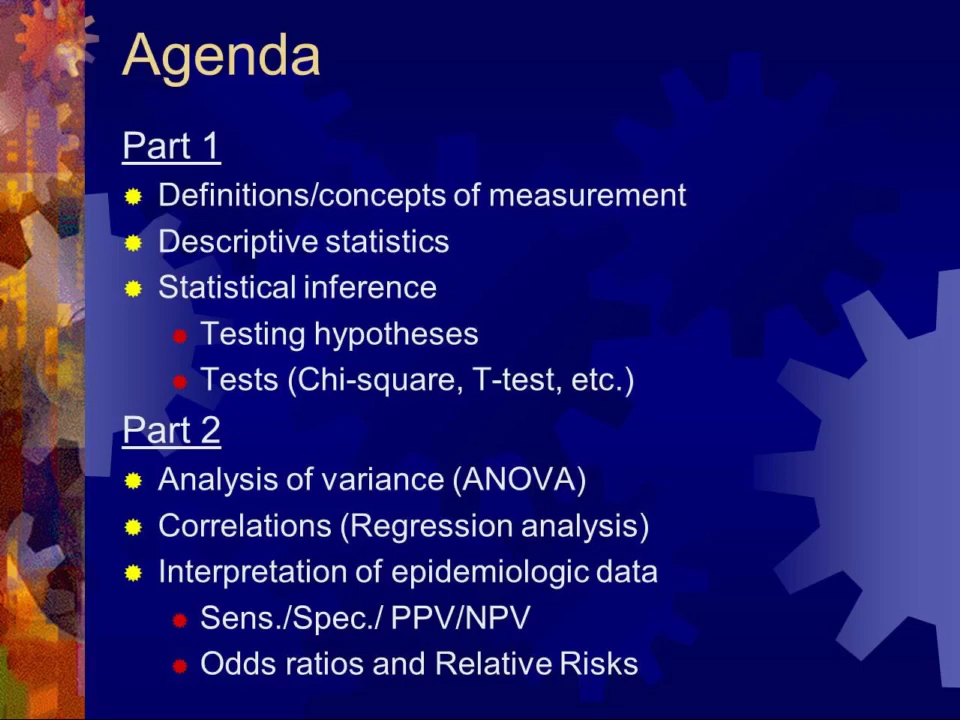 Agenda
Part 1
Definitions/concepts of measurement
Descriptive statistics
Statistical inference
Testing hypotheses
Tests (Chi-square, T-test, etc.)
Part 2
Analysis of variance (ANOVA)
Correlations (Regression analysis)
Interpretation of epidemiologic data
Sens./Spec./ PPV/NPV
Odds ratios and Relative Risks